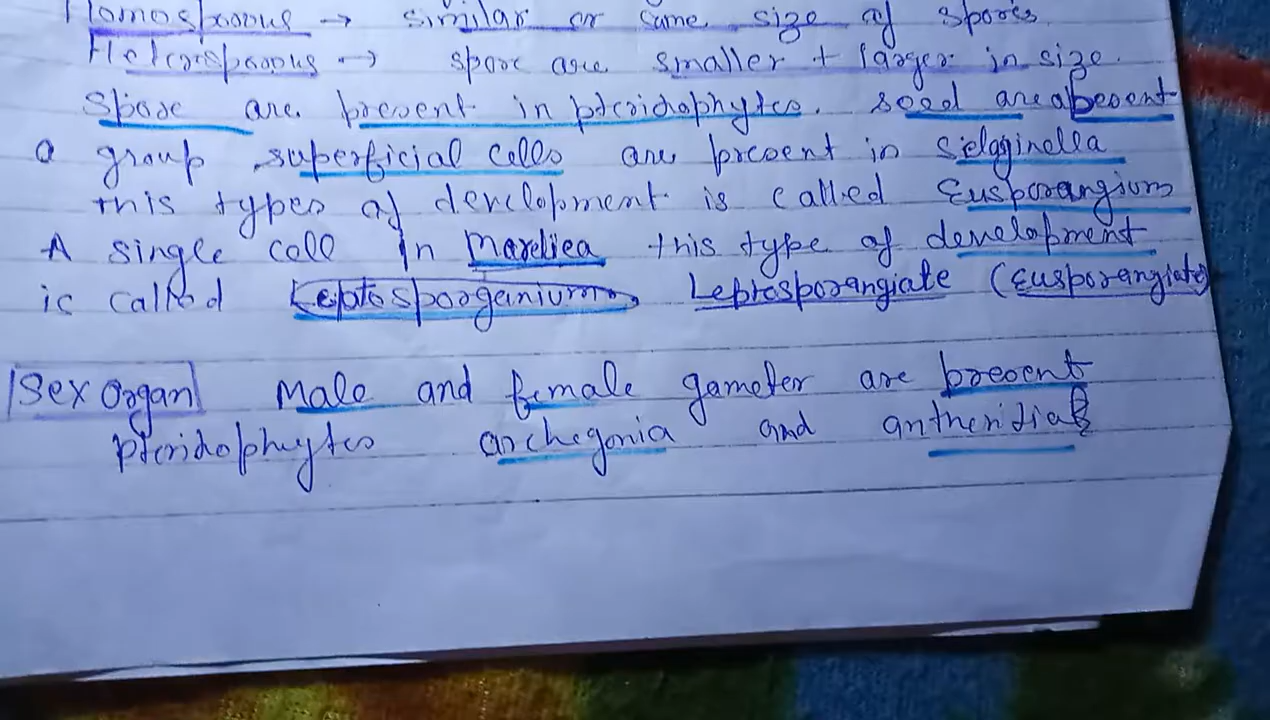 Homosporous → similar or same size of spores.
Heterosporous → spore are smaller + larger in size.
Spore are present in pteridophytes. seed are absent
a group superficial cells are present in Selaginella
This types of development is called Eusporangium
A single cell in Mareliea this type of development
is called Leptosporganium Leptosporangiate (Eusporangiate)
Sex Organ Male and female gameter are present
pteridophytes archegonia and antheridia